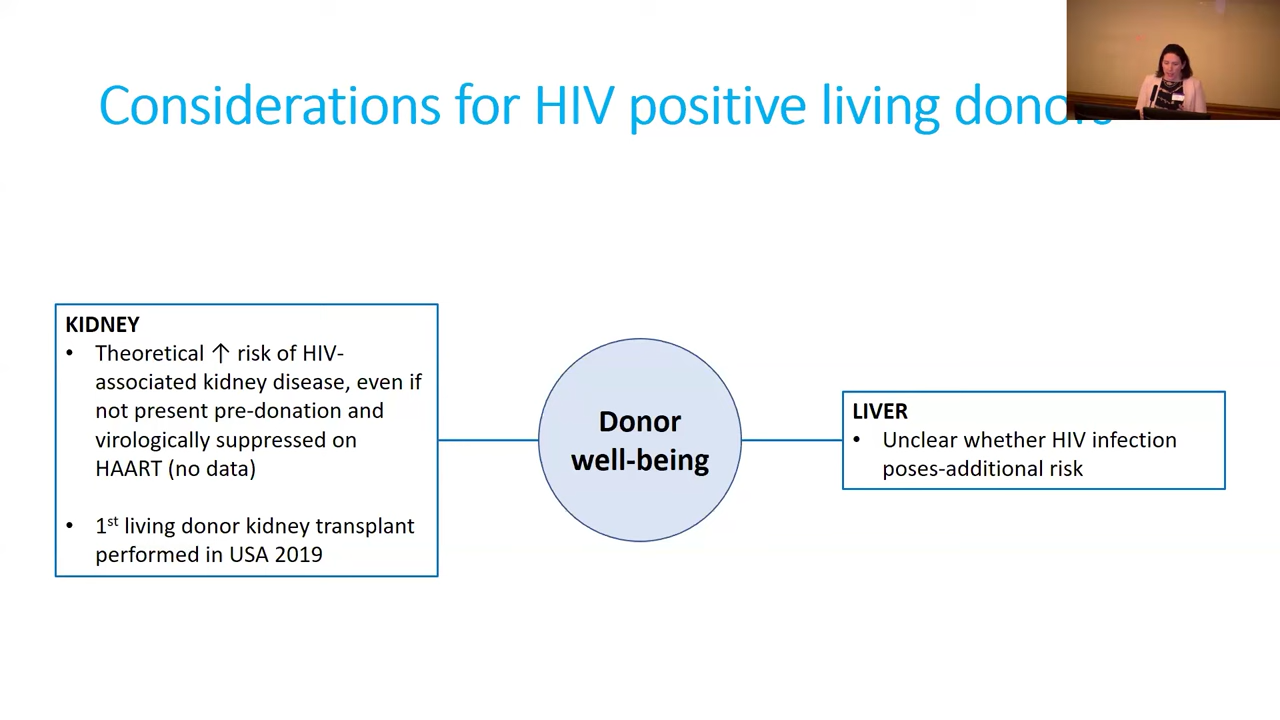 Considerations for HIV positive living donors
KIDNEY
• Theoretical ↑ risk of HIV-
associated kidney disease, even if
not present pre-donation and
virologically suppressed on
HAART (no data)
• 1st living donor kidney transplant
performed in USA 2019
Donor
well-being
LIVER
• Unclear whether HIV infection
poses-additional risk